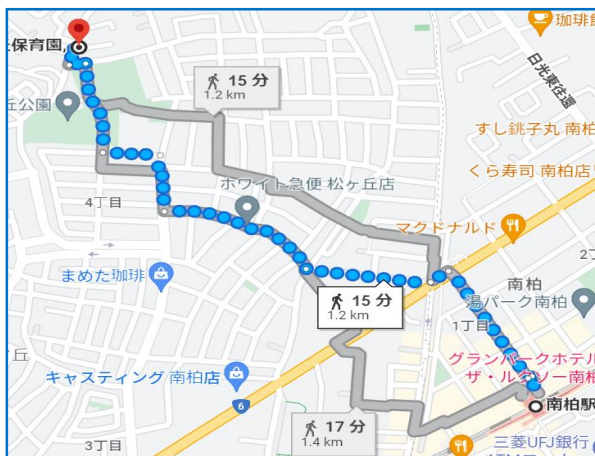 珈琲館
保育園
15 分
1.2 km
日光東往還
丘公園
すし銚子丸 南柏
くら寿司 南柏店
ホワイト急便 松ヶ丘店
4丁目
マクドナルド
まめた珈琲
南柏
15 分
1.2 km
湯パーク南柏
1丁目
丘
グランパークホテル
ザ・ルクソー南柏
キャスティング 南柏店
6
南柏駅
17 分
1.4 km
3丁目
三菱UFJ銀行